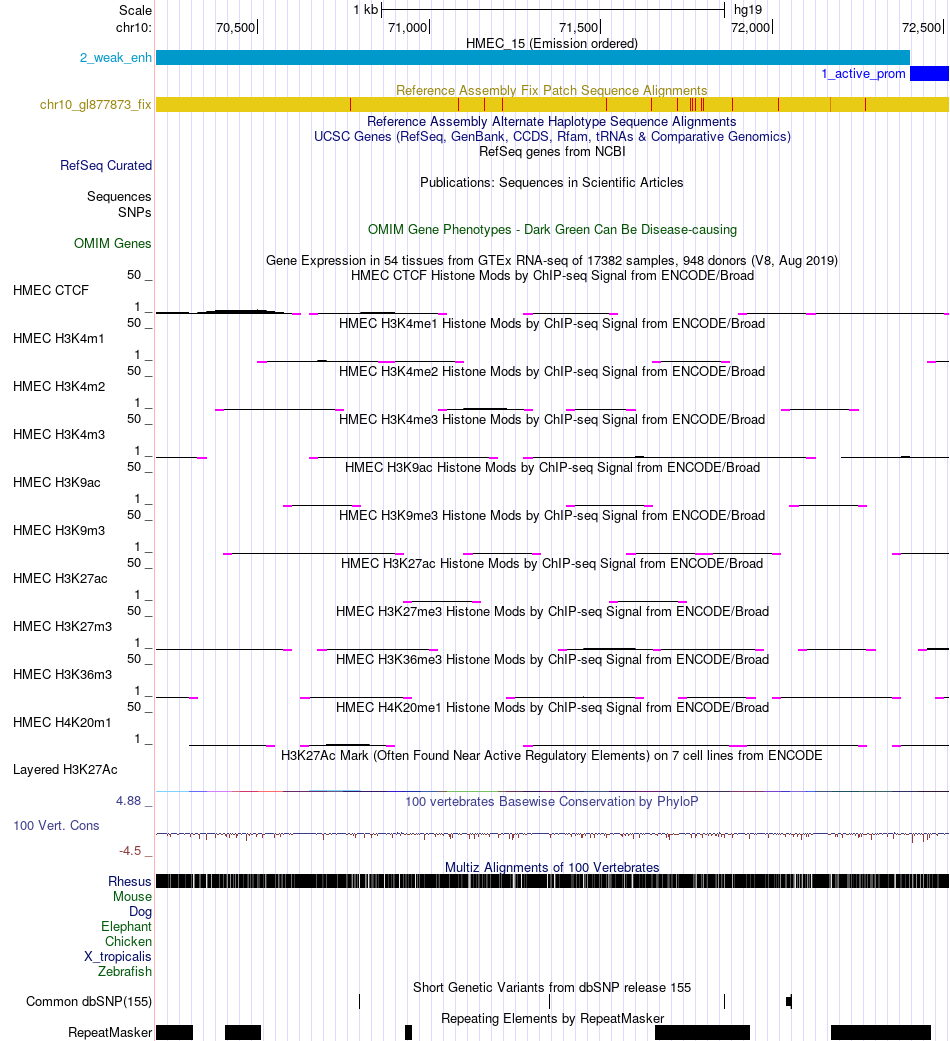 Scale 1 kb hg19
chr10: 70,500 71,000 71,500 72,000 72,500
HMEC_15 (Emission ordered)
2_weak_enh
1_active_prom
Reference Assembly Fix Patch Sequence Alignments
chr10_gl877873_fix
Reference Assembly Alternate Haplotype Sequence Alignments
UCSC Genes (RefSeq, GenBank, CCDS, Rfam, tRNAs & Comparative Genomics)
RefSeq genes from NCBI
RefSeq Curated
Publications: Sequences in Scientific Articles
Sequences
SNPs
OMIM Gene Phenotypes - Dark Green Can Be Disease-causing
OMIM Genes
Gene Expression in 54 tissues from GTEx RNA-seq of 17382 samples, 948 donors (V8, Aug 2019)
50 _ HMEC CTCF Histone Mods by ChIP-seq Signal from ENCODE/Broad
HMEC CTCF
1 _
50 _ HMEC H3K4me1 Histone Mods by ChIP-seq Signal from ENCODE/Broad
HMEC H3K4m1
1 _
50 _ HMEC H3K4me2 Histone Mods by ChIP-seq Signal from ENCODE/Broad
HMEC H3K4m2
1 _
50 _ HMEC H3K4me3 Histone Mods by ChIP-seq Signal from ENCODE/Broad
HMEC H3K4m3
1 _
50 _ HMEC H3K9ac Histone Mods by ChIP-seq Signal from ENCODE/Broad
HMEC H3K9ac
1 _
50 _ HMEC H3K9me3 Histone Mods by ChIP-seq Signal from ENCODE/Broad
HMEC H3K9m3
1 _
50 _ HMEC H3K27ac Histone Mods by ChIP-seq Signal from ENCODE/Broad
HMEC H3K27ac
1 _
50 _ HMEC H3K27me3 Histone Mods by ChIP-seq Signal from ENCODE/Broad
HMEC H3K27m3
1 _
50 _ HMEC H3K36me3 Histone Mods by ChIP-seq Signal from ENCODE/Broad
HMEC H3K36m3
1 _
50 _ HMEC H4K20me1 Histone Mods by ChIP-seq Signal from ENCODE/Broad
HMEC H4K20m1
1 _
H3K27Ac Mark (Often Found Near Active Regulatory Elements) on 7 cell lines from ENCODE
Layered H3K27Ac
4.88 _ 100 vertebrates Basewise Conservation by PhyloP
100 Vert. Cons
-4.5 _
Multiz Alignments of 100 Vertebrates
Rhesus
Mouse
Dog
Elephant
Chicken
X_tropicalis
Zebrafish
Short Genetic Variants from dbSNP release 155
Common dbSNP(155)
Repeating Elements by RepeatMasker
RepeatMasker